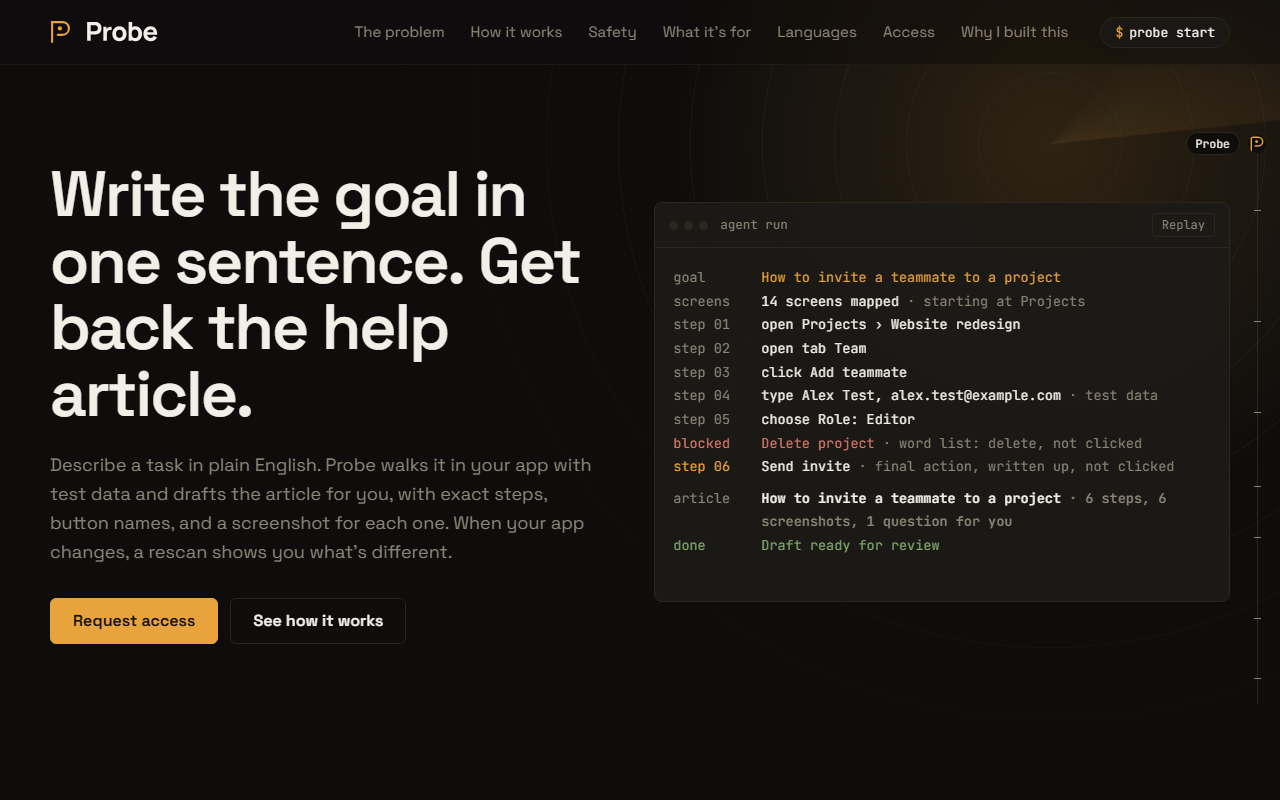 Probe
The problem
How it works
Safety
What it's for
Languages
Access
Why I built this
$ probe start
Probe
Write the goal in
one sentence. Get
back the help
article.
Describe a task in plain English. Probe walks it in your app with
test data and drafts the article for you, with exact steps,
button names, and a screenshot for each one. When your app
changes, a rescan shows you what's different.
Request access
See how it works
agent run
Replay
goal How to invite a teammate to a project
screens 14 screens mapped · starting at Projects
step 01 open Projects › Website redesign
step 02 open tab Team
step 03 click Add teammate
step 04 type Alex Test, alex.test@example.com · test data
step 05 choose Role: Editor
blocked Delete project · word list: delete, not clicked
step 06 Send invite · final action, written up, not clicked
article How to invite a teammate to a project · 6 steps, 6
screenshots, 1 question for you
done Draft ready for review